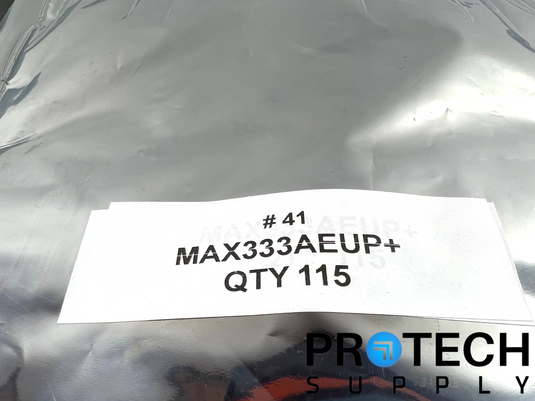 # 41
MAX333AEUP+
QTY 115
PROTECH
SUPPLY